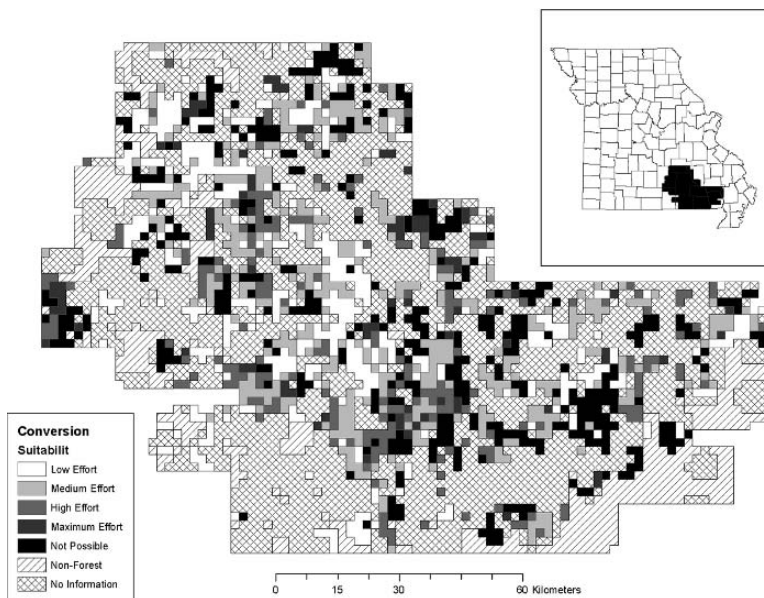 Conversion
Suitabilit
Low Effort
Medium Effort
High Effort
Maximum Effort
Not Possible
Non-Forest
No Information
0 15 30 60 Kilometers